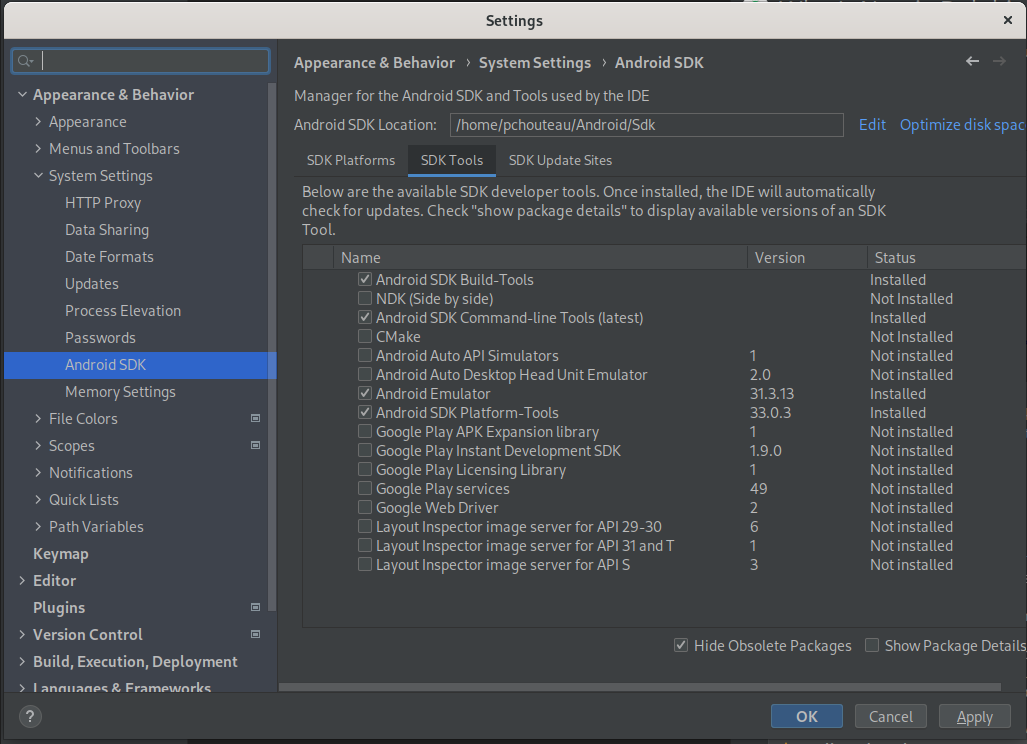 Settings
Appearance & Behavior › System Settings › Android SDK
Manager for the Android SDK and Tools used by the IDE
Android SDK Location: /home/pchouteau/Android/Sdk Edit Optimize disk spac
SDK Platforms SDK Tools SDK Update Sites
Below are the available SDK developer tools. Once installed, the IDE will automatically
check for updates. Check "show package details" to display available versions of an SDK
Tool.
Name Version Status
Android SDK Build-Tools Installed
NDK (Side by side) Not Installed
Android SDK Command-line Tools (latest) Installed
CMake Not Installed
Android Auto API Simulators 1 Not installed
Android Auto Desktop Head Unit Emulator 2.0 Not installed
Android Emulator 31.3.13 Installed
Android SDK Platform-Tools 33.0.3 Installed
Google Play APK Expansion library 1 Not installed
Google Play Instant Development SDK 1.9.0 Not installed
Google Play Licensing Library 1 Not installed
Google Play services 49 Not installed
Google Web Driver 2 Not installed
Layout Inspector image server for API 29-30 6 Not installed
Layout Inspector image server for API 31 and T 1 Not installed
Layout Inspector image server for API S 3 Not installed
Hide Obsolete Packages Show Package Details
Appearance & Behavior
Appearance
Menus and Toolbars
System Settings
HTTP Proxy
Data Sharing
Date Formats
Updates
Process Elevation
Passwords
Android SDK
Memory Settings
File Colors
Scopes
Notifications
Quick Lists
Path Variables
Keymap
Editor
Plugins
Version Control
Build, Execution, Deployment
Languages & Frameworks
? OK Cancel Apply